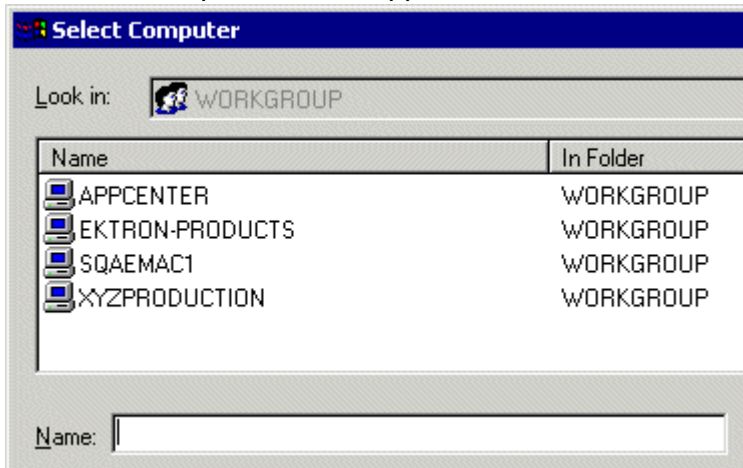 Select Computer
Look in: WORKGROUP
Name In Folder
APPCENTER WORKGROUP
EKTRON-PRODUCTS WORKGROUP
SQAEMAC1 WORKGROUP
XYZPRODUCTION WORKGROUP
Name: